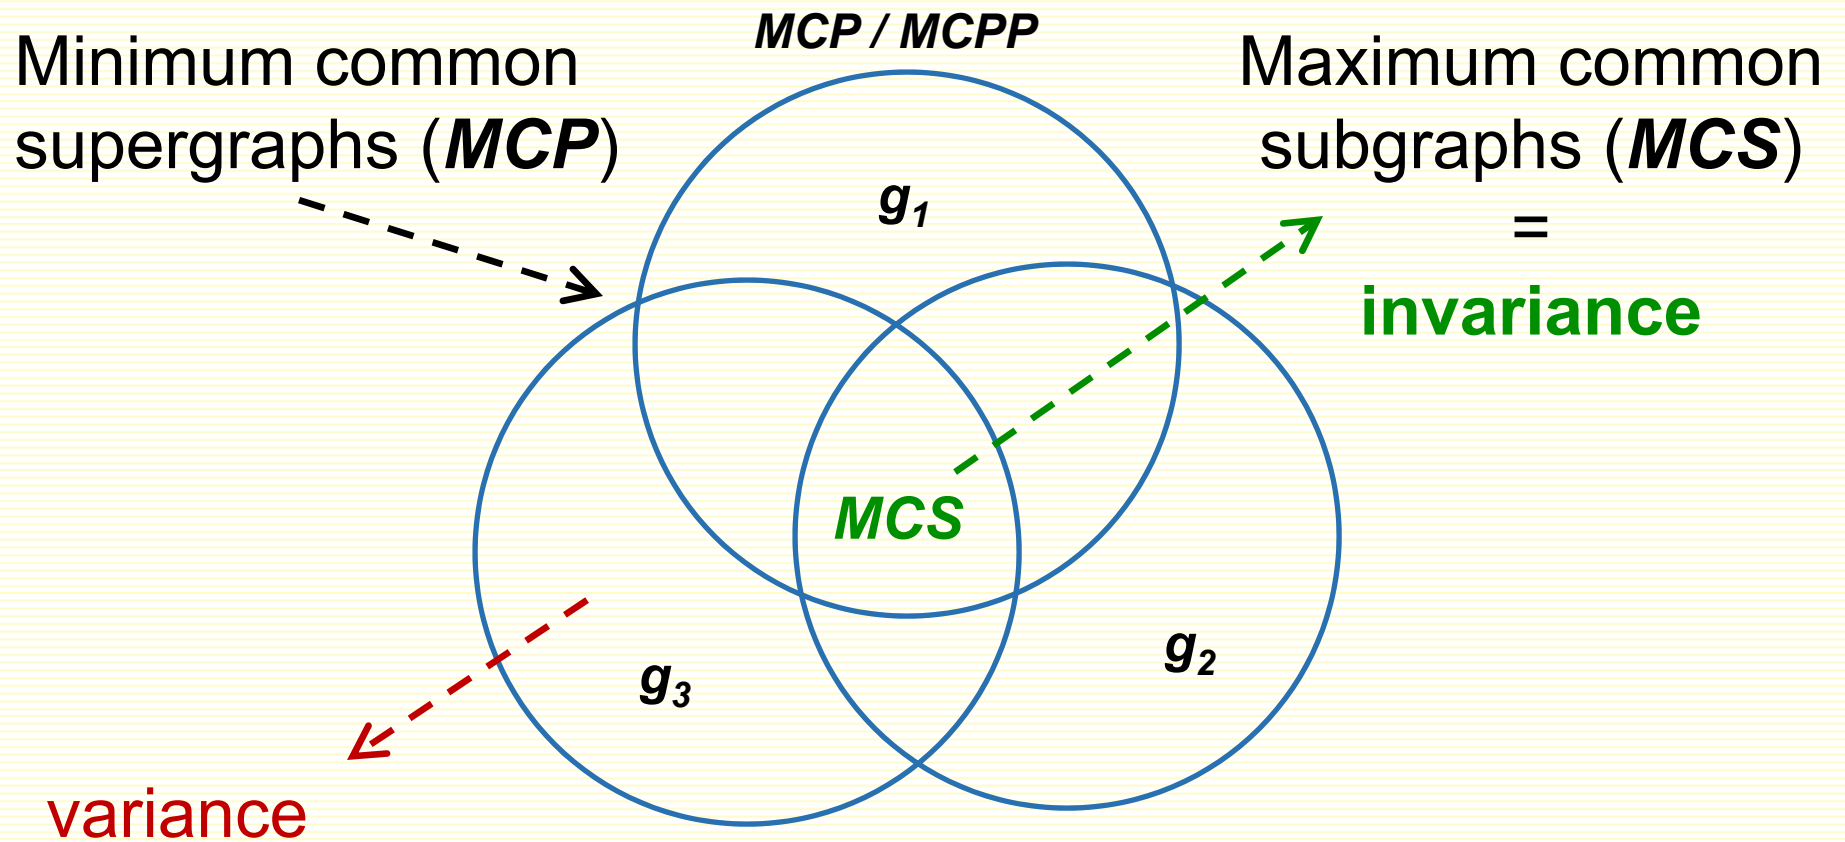 MCP / MCPP
Minimum common
supergraphs (MCP)
Maximum common
subgraphs (MCS)
=
invariance
g1
MCS
g2
g3
variance